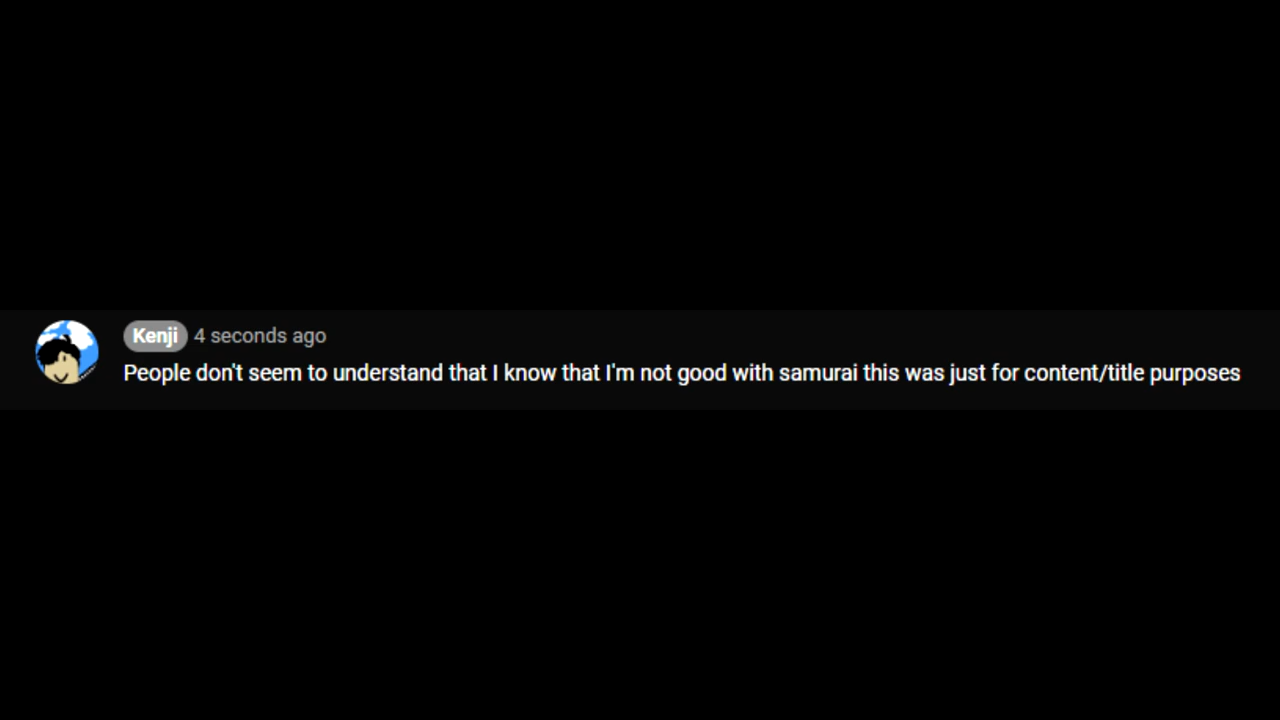 Kenji 4 seconds ago
People don't seem to understand that I know that I'm not good with samurai this was just for content/title purposes